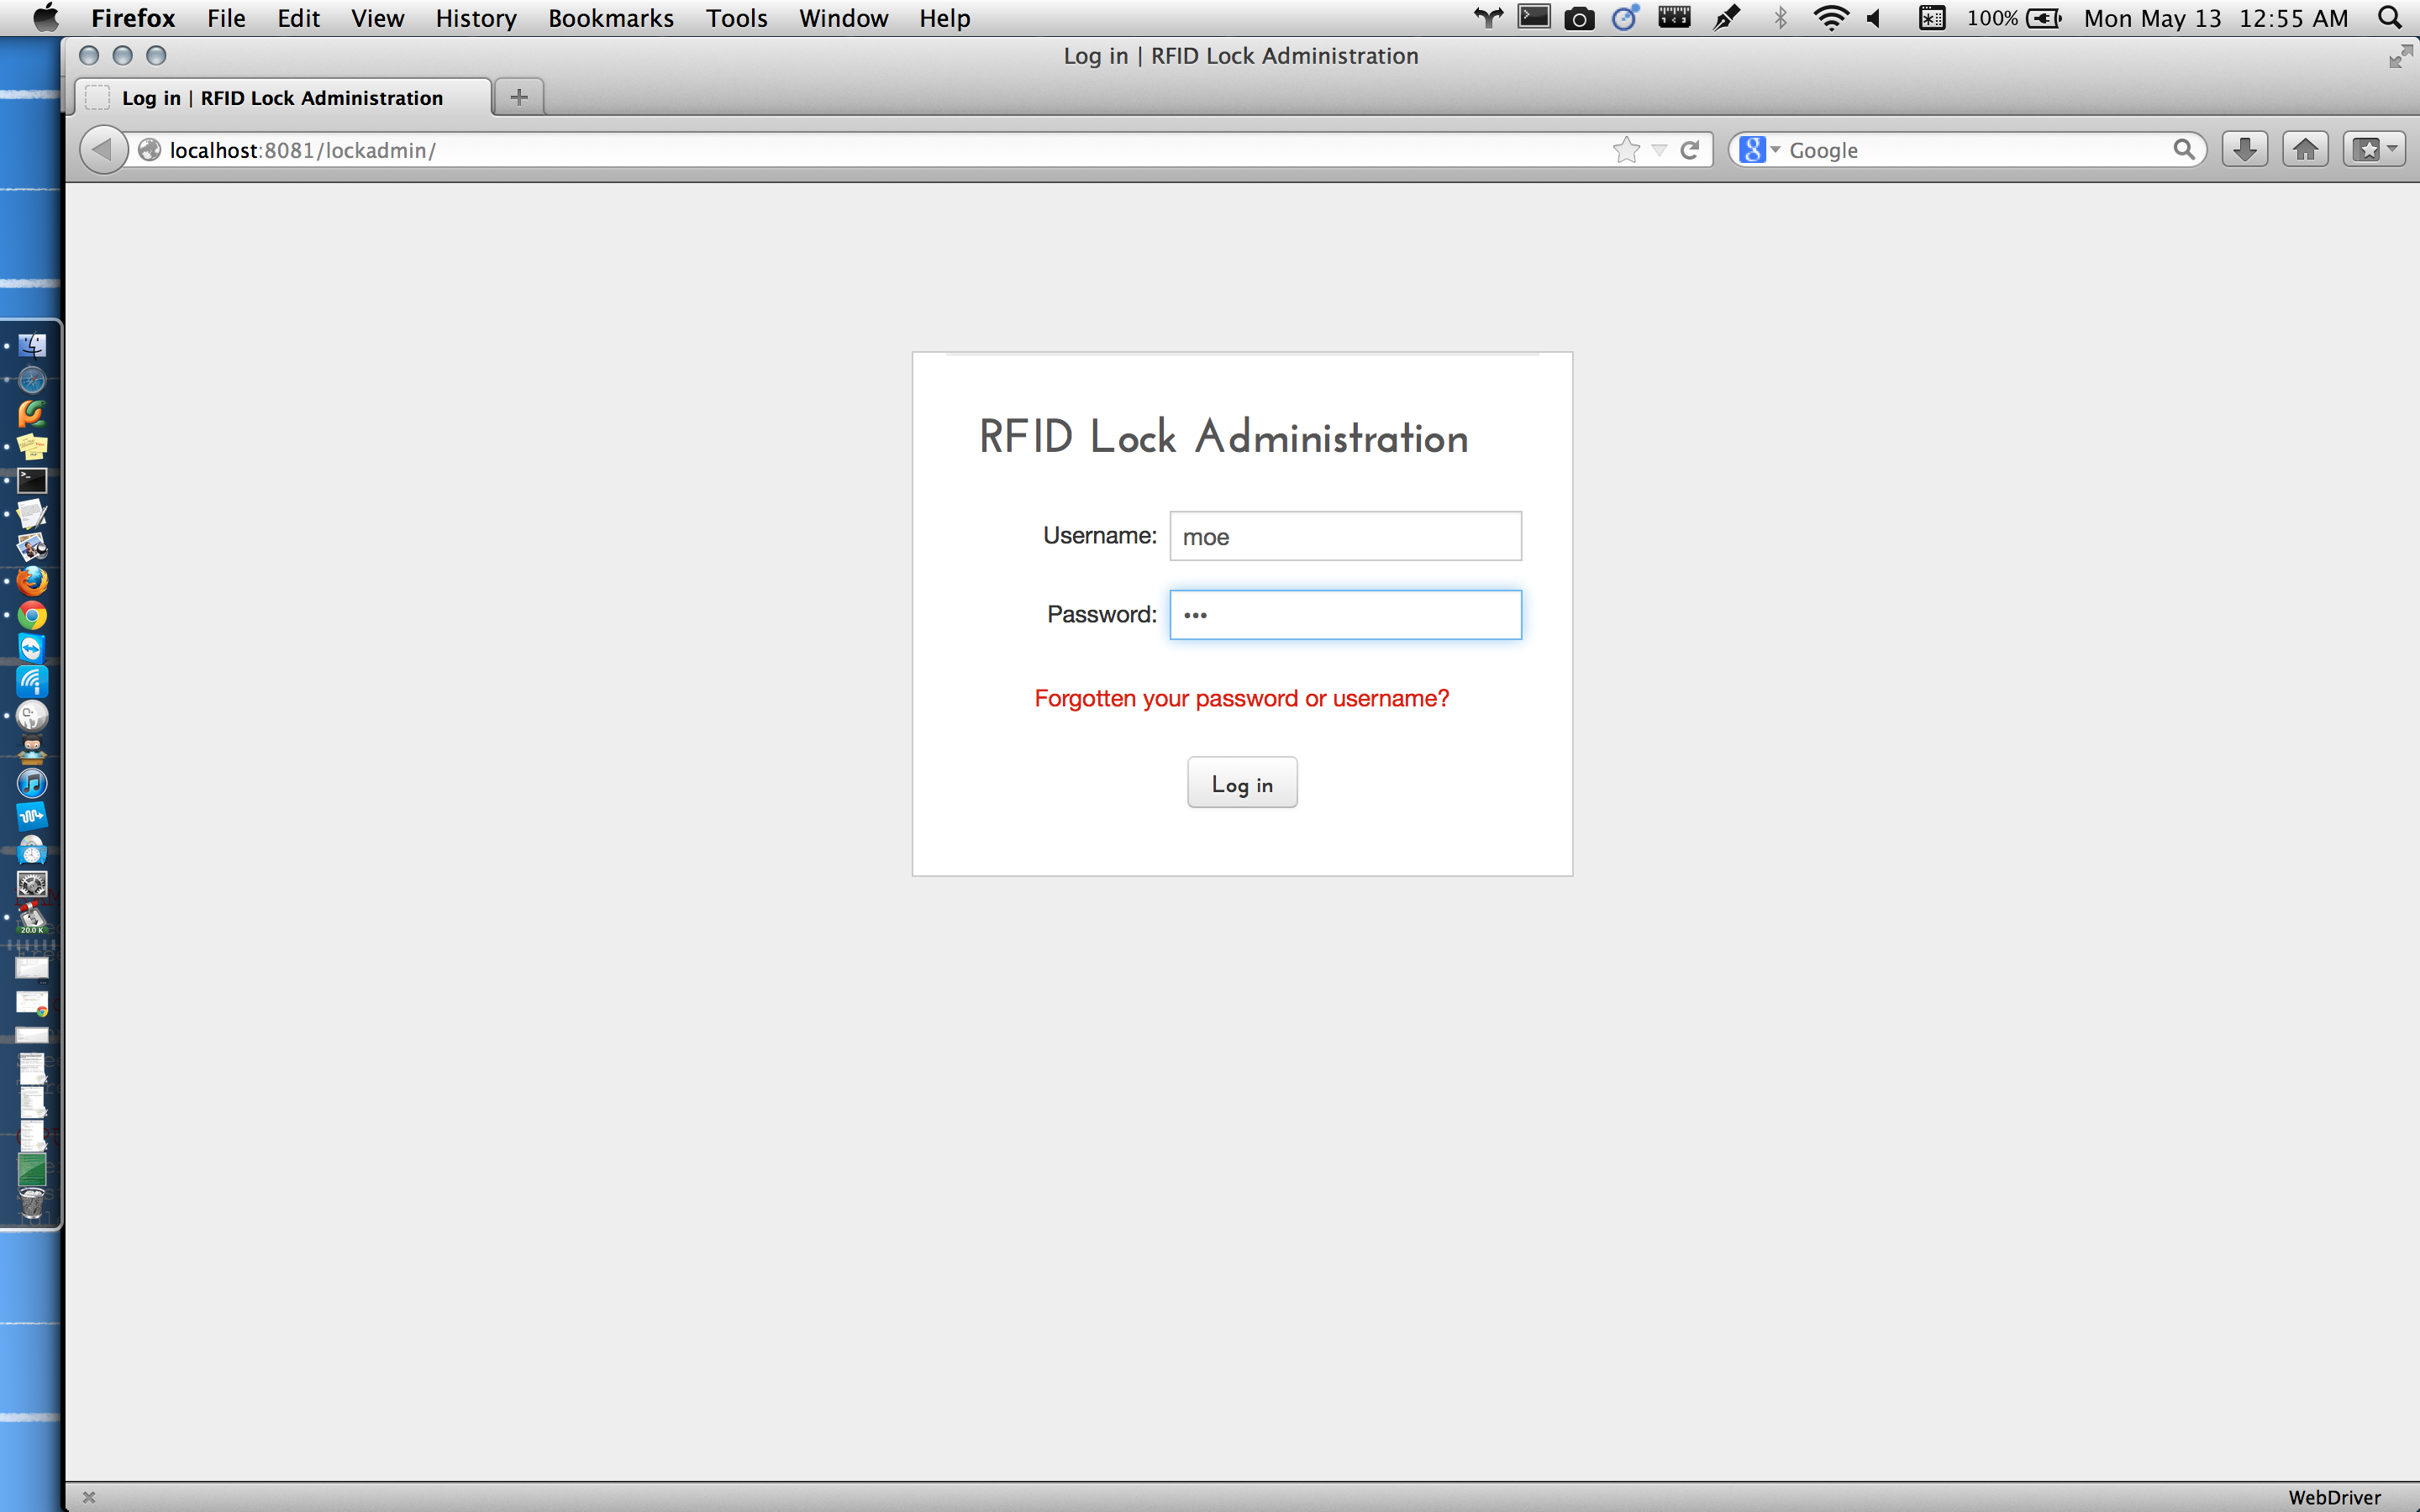 Firefox File Edit View History Bookmarks Tools Window Help 100% Mon May 13 12:55 AM
Log in | RFID Lock Administration
Log in | RFID Lock Administration
localhost:8081/lockadmin/ Google
RFID Lock Administration
Username: moe
Password: •••
Forgotten your password or username?
Log in
20.0 K
WebDriver